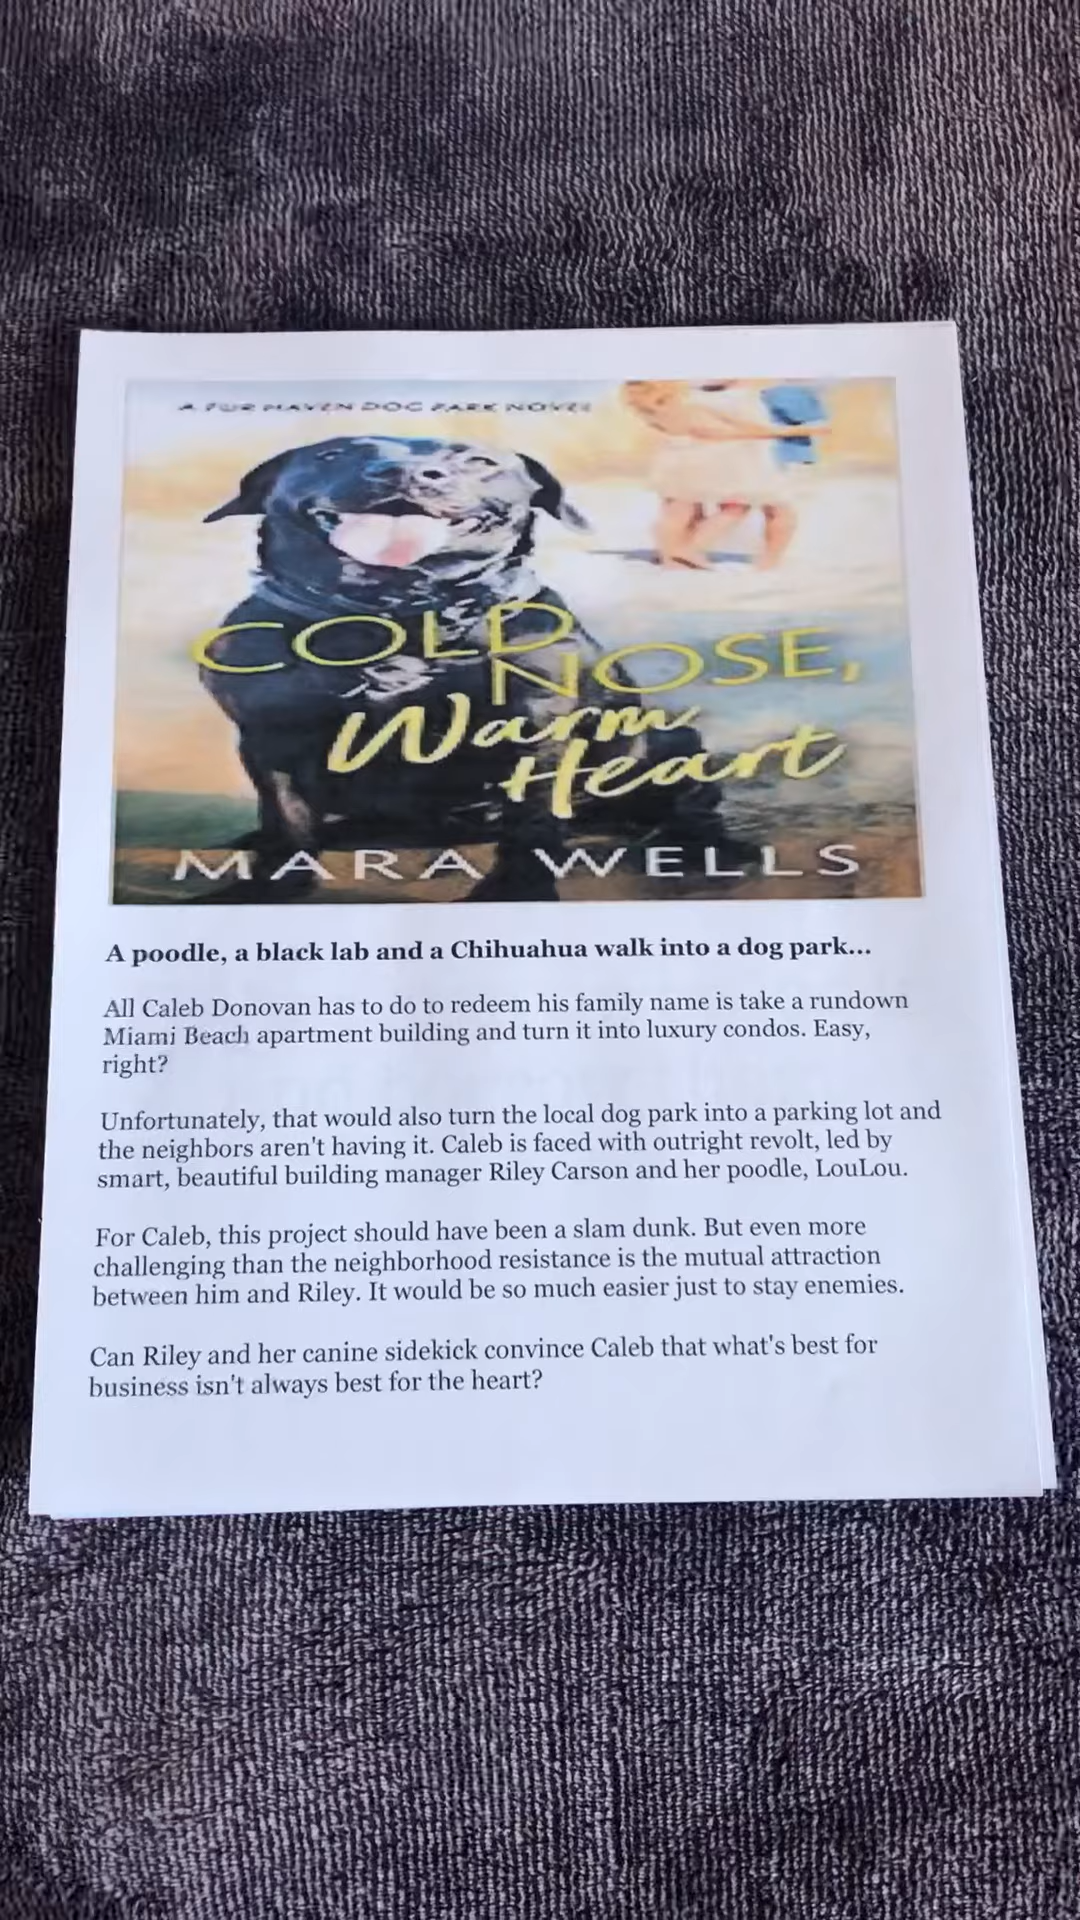 A FUR HAVEN DOG PARK NOVEL
COLD
NOSE,
Warm
Heart
MARA WELLS
A poodle, a black lab and a Chihuahua walk into a dog park...
All Caleb Donovan has to do to redeem his family name is take a rundown
Miami Beach apartment building and turn it into luxury condos. Easy,
right?
Unfortunately, that would also turn the local dog park into a parking lot and
the neighbors aren't having it. Caleb is faced with outright revolt, led by
smart, beautiful building manager Riley Carson and her poodle, LouLou.
For Caleb, this project should have been a slam dunk. But even more
challenging than the neighborhood resistance is the mutual attraction
between him and Riley. It would be so much easier just to stay enemies.
Can Riley and her canine sidekick convince Caleb that what's best for
business isn't always best for the heart?